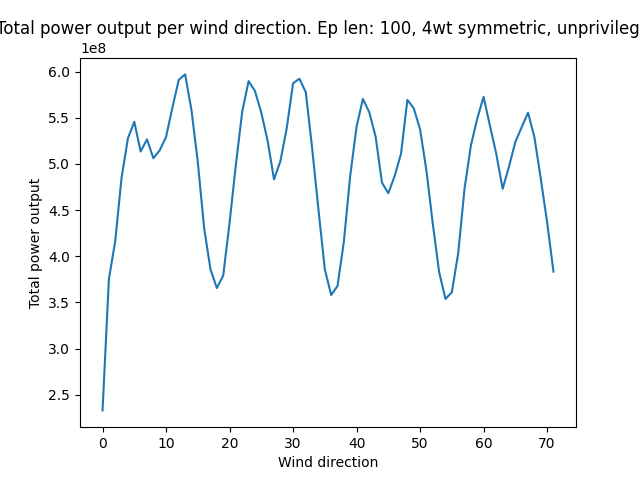 Total power output per wind direction. Ep len: 100, 4wt symmetric,
1e8
6.0
5.5
5.0
4.5
4.0
3.5
3.0
2.5
Total power output
0 10 20 30 40 50 60 70
Wind direction